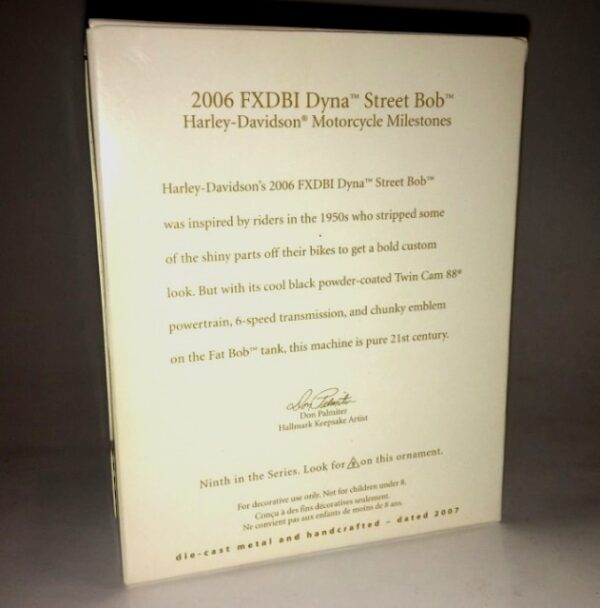 2006 FXDBI Dyna™ Street Bob™
Harley-Davidson® Motorcycle Milestones
Harley-Davidson's 2006 FXDBI Dyna™ Street Bob™
was inspired by riders in the 1950s who stripped some
of the shiny parts off their bikes to get a bold custom
look. But with its cool black powder-coated Twin Cam 88®
powertrain, 6-speed transmission, and chunky emblem
on the Fat Bob™ tank, this machine is pure 21st century.
Don Palmiter
Don Palmiter
Hallmark Keepsake Artist
Ninth in the Series. Look for on this ornament.
For decorative use only. Not for children under 8.
Conçu à des fins décoratives seulement.
Ne convient pas aux enfants de moins de 8 ans.
die-cast metal and handcrafted – dated 2007